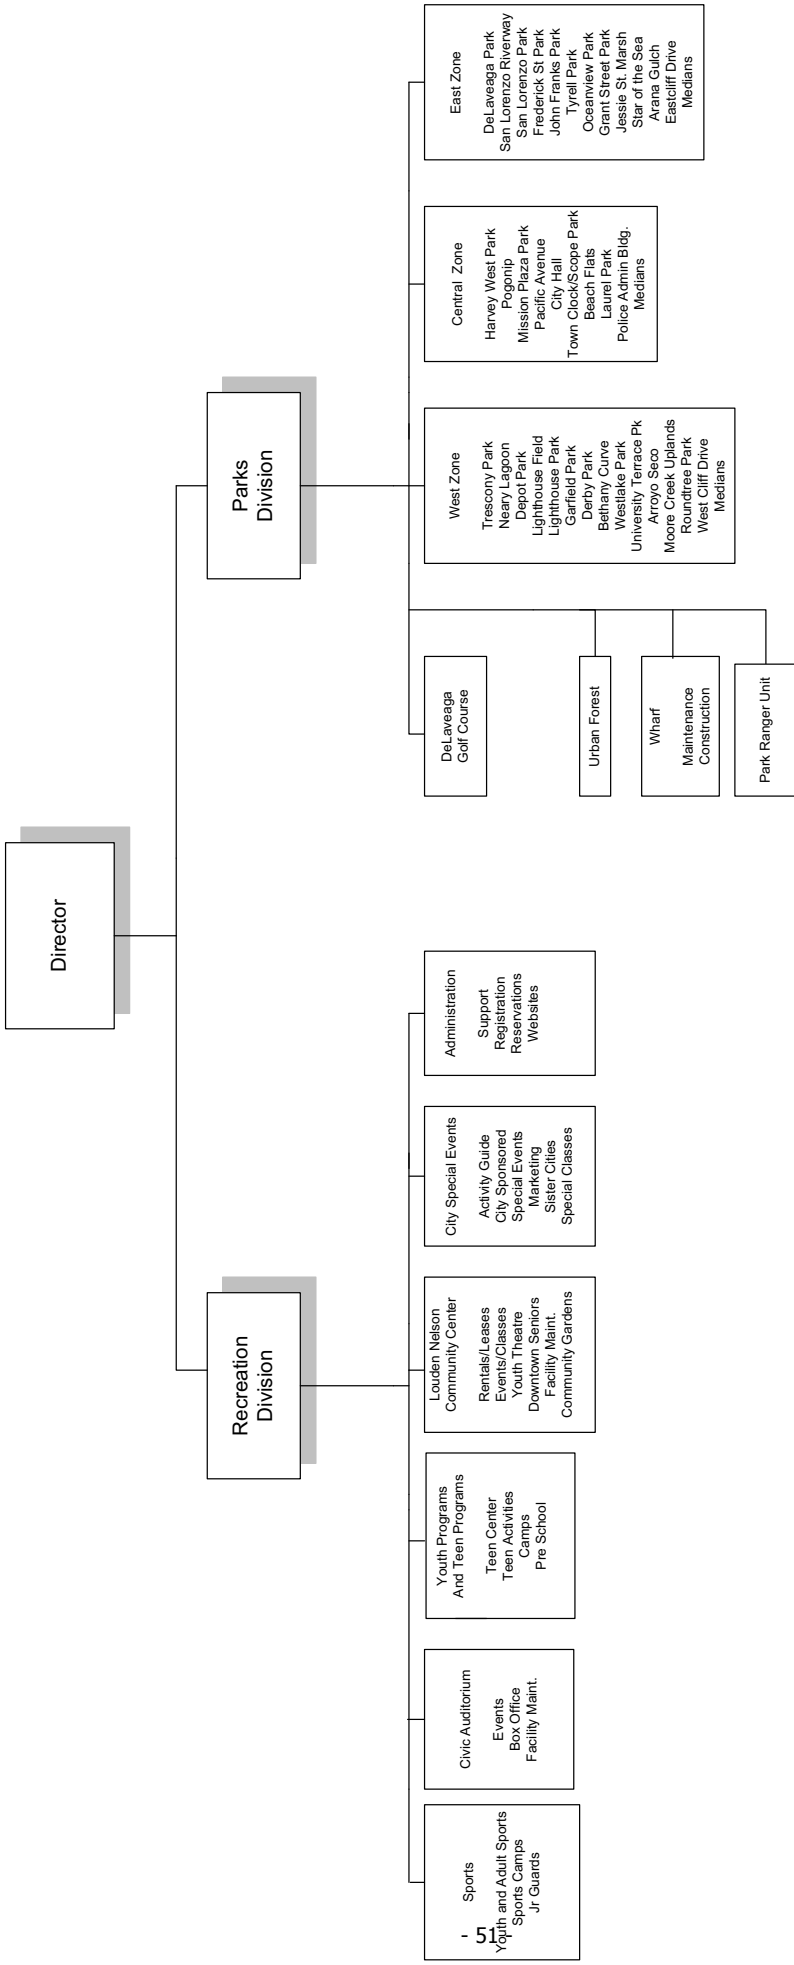 Director
Recreation
Division
Parks
Division
Sports
Youth and Adult Sports
Sports Camps
Jr Guards
Civic Auditorium
Events
Box Office
Facility Maint.
Youth Programs
And Teen Programs
Teen Center
Teen Activities
Camps
Pre School
Louden Nelson
Community Center
Rentals/Leases
Events/Classes
Youth Theatre
Downtown Seniors
Facility Maint.
Community Gardens
City Special Events
Activity Guide
City Sponsored
Special Events
Marketing
Sister Cities
Special Classes
Administration
Support
Registration
Reservations
Websites
DeLaveaga
Golf Course
Urban Forest
Wharf
Maintenance
Construction
Park Ranger Unit
West Zone
Trescony Park
Neary Lagoon
Depot Park
Lighthouse Field
Lighthouse Park
Garfield Park
Derby Park
Bethany Curve
Westlake Park
University Terrace Pk
Arroyo Seco
Moore Creek Uplands
Roundtree Park
West Cliff Drive
Medians
Central Zone
Harvey West Park
Pogonip
Mission Plaza Park
Pacific Avenue
City Hall
Town Clock/Scope Park
Beach Flats
Laurel Park
Police Admin Bldg.
Medians
East Zone
DeLaveaga Park
San Lorenzo Riverway
San Lorenzo Park
Frederick St Park
John Franks Park
Tyrell Park
Oceanview Park
Grant Street Park
Jessie St. Marsh
Star of the Sea
Arana Gulch
Eastcliff Drive
Medians
- 51 -